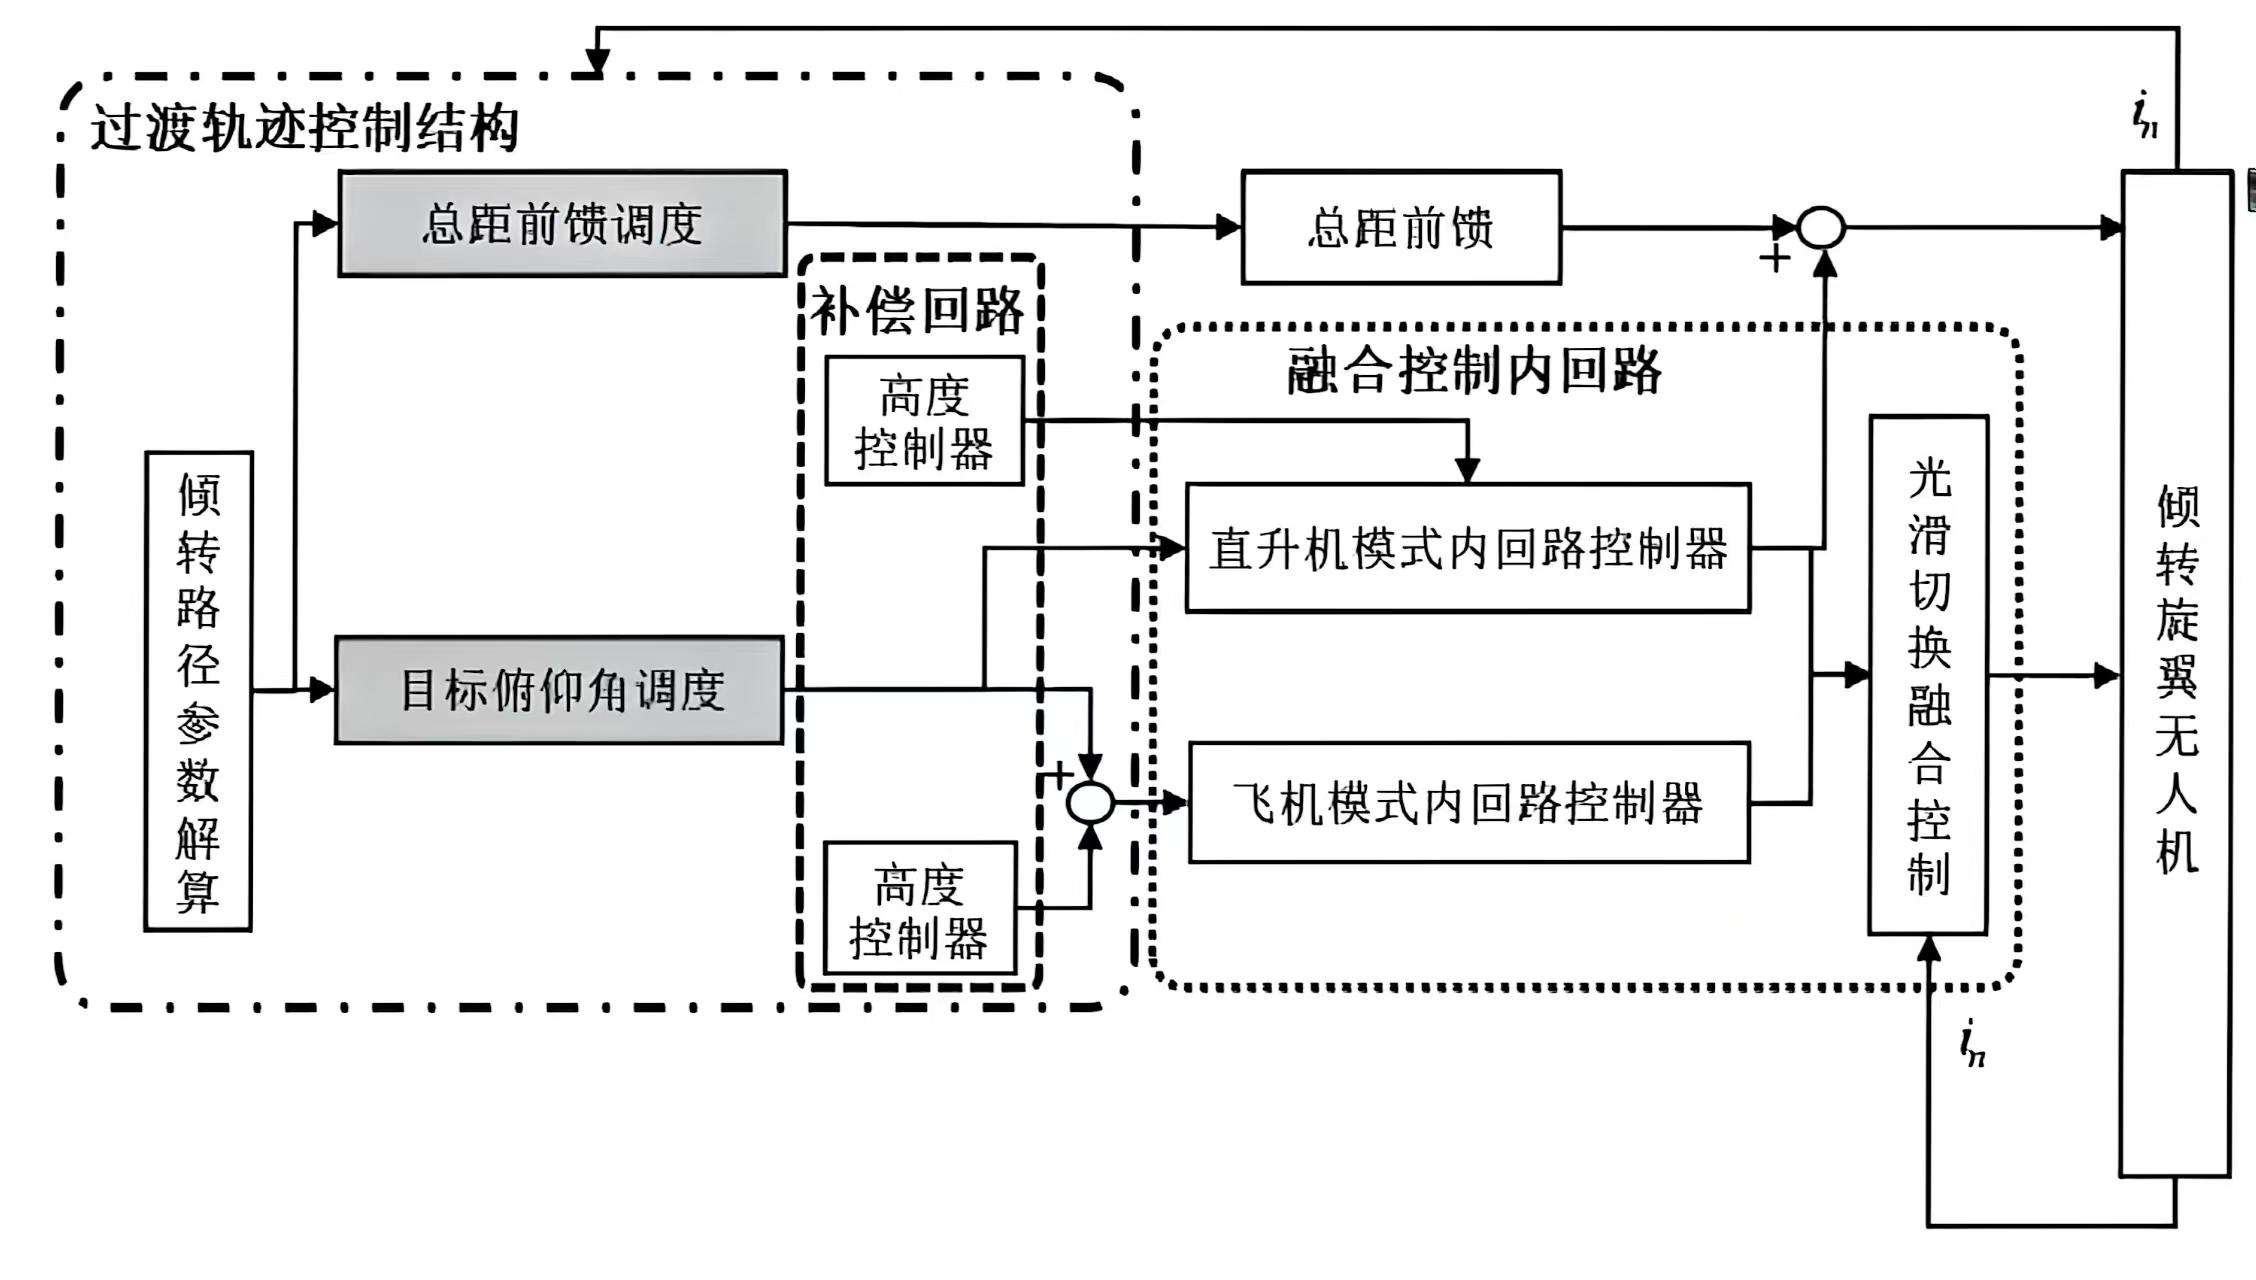 i_n
过渡轨迹控制结构
总距前馈调度
总距前馈
+
补偿回路
融合控制内回路
高度
控制器
倾转路径参数解算
直升机模式内回路控制器
光滑切换融合控制
倾转旋翼无人机
目标俯仰角调度
+
飞机模式内回路控制器
高度
控制器
i_n